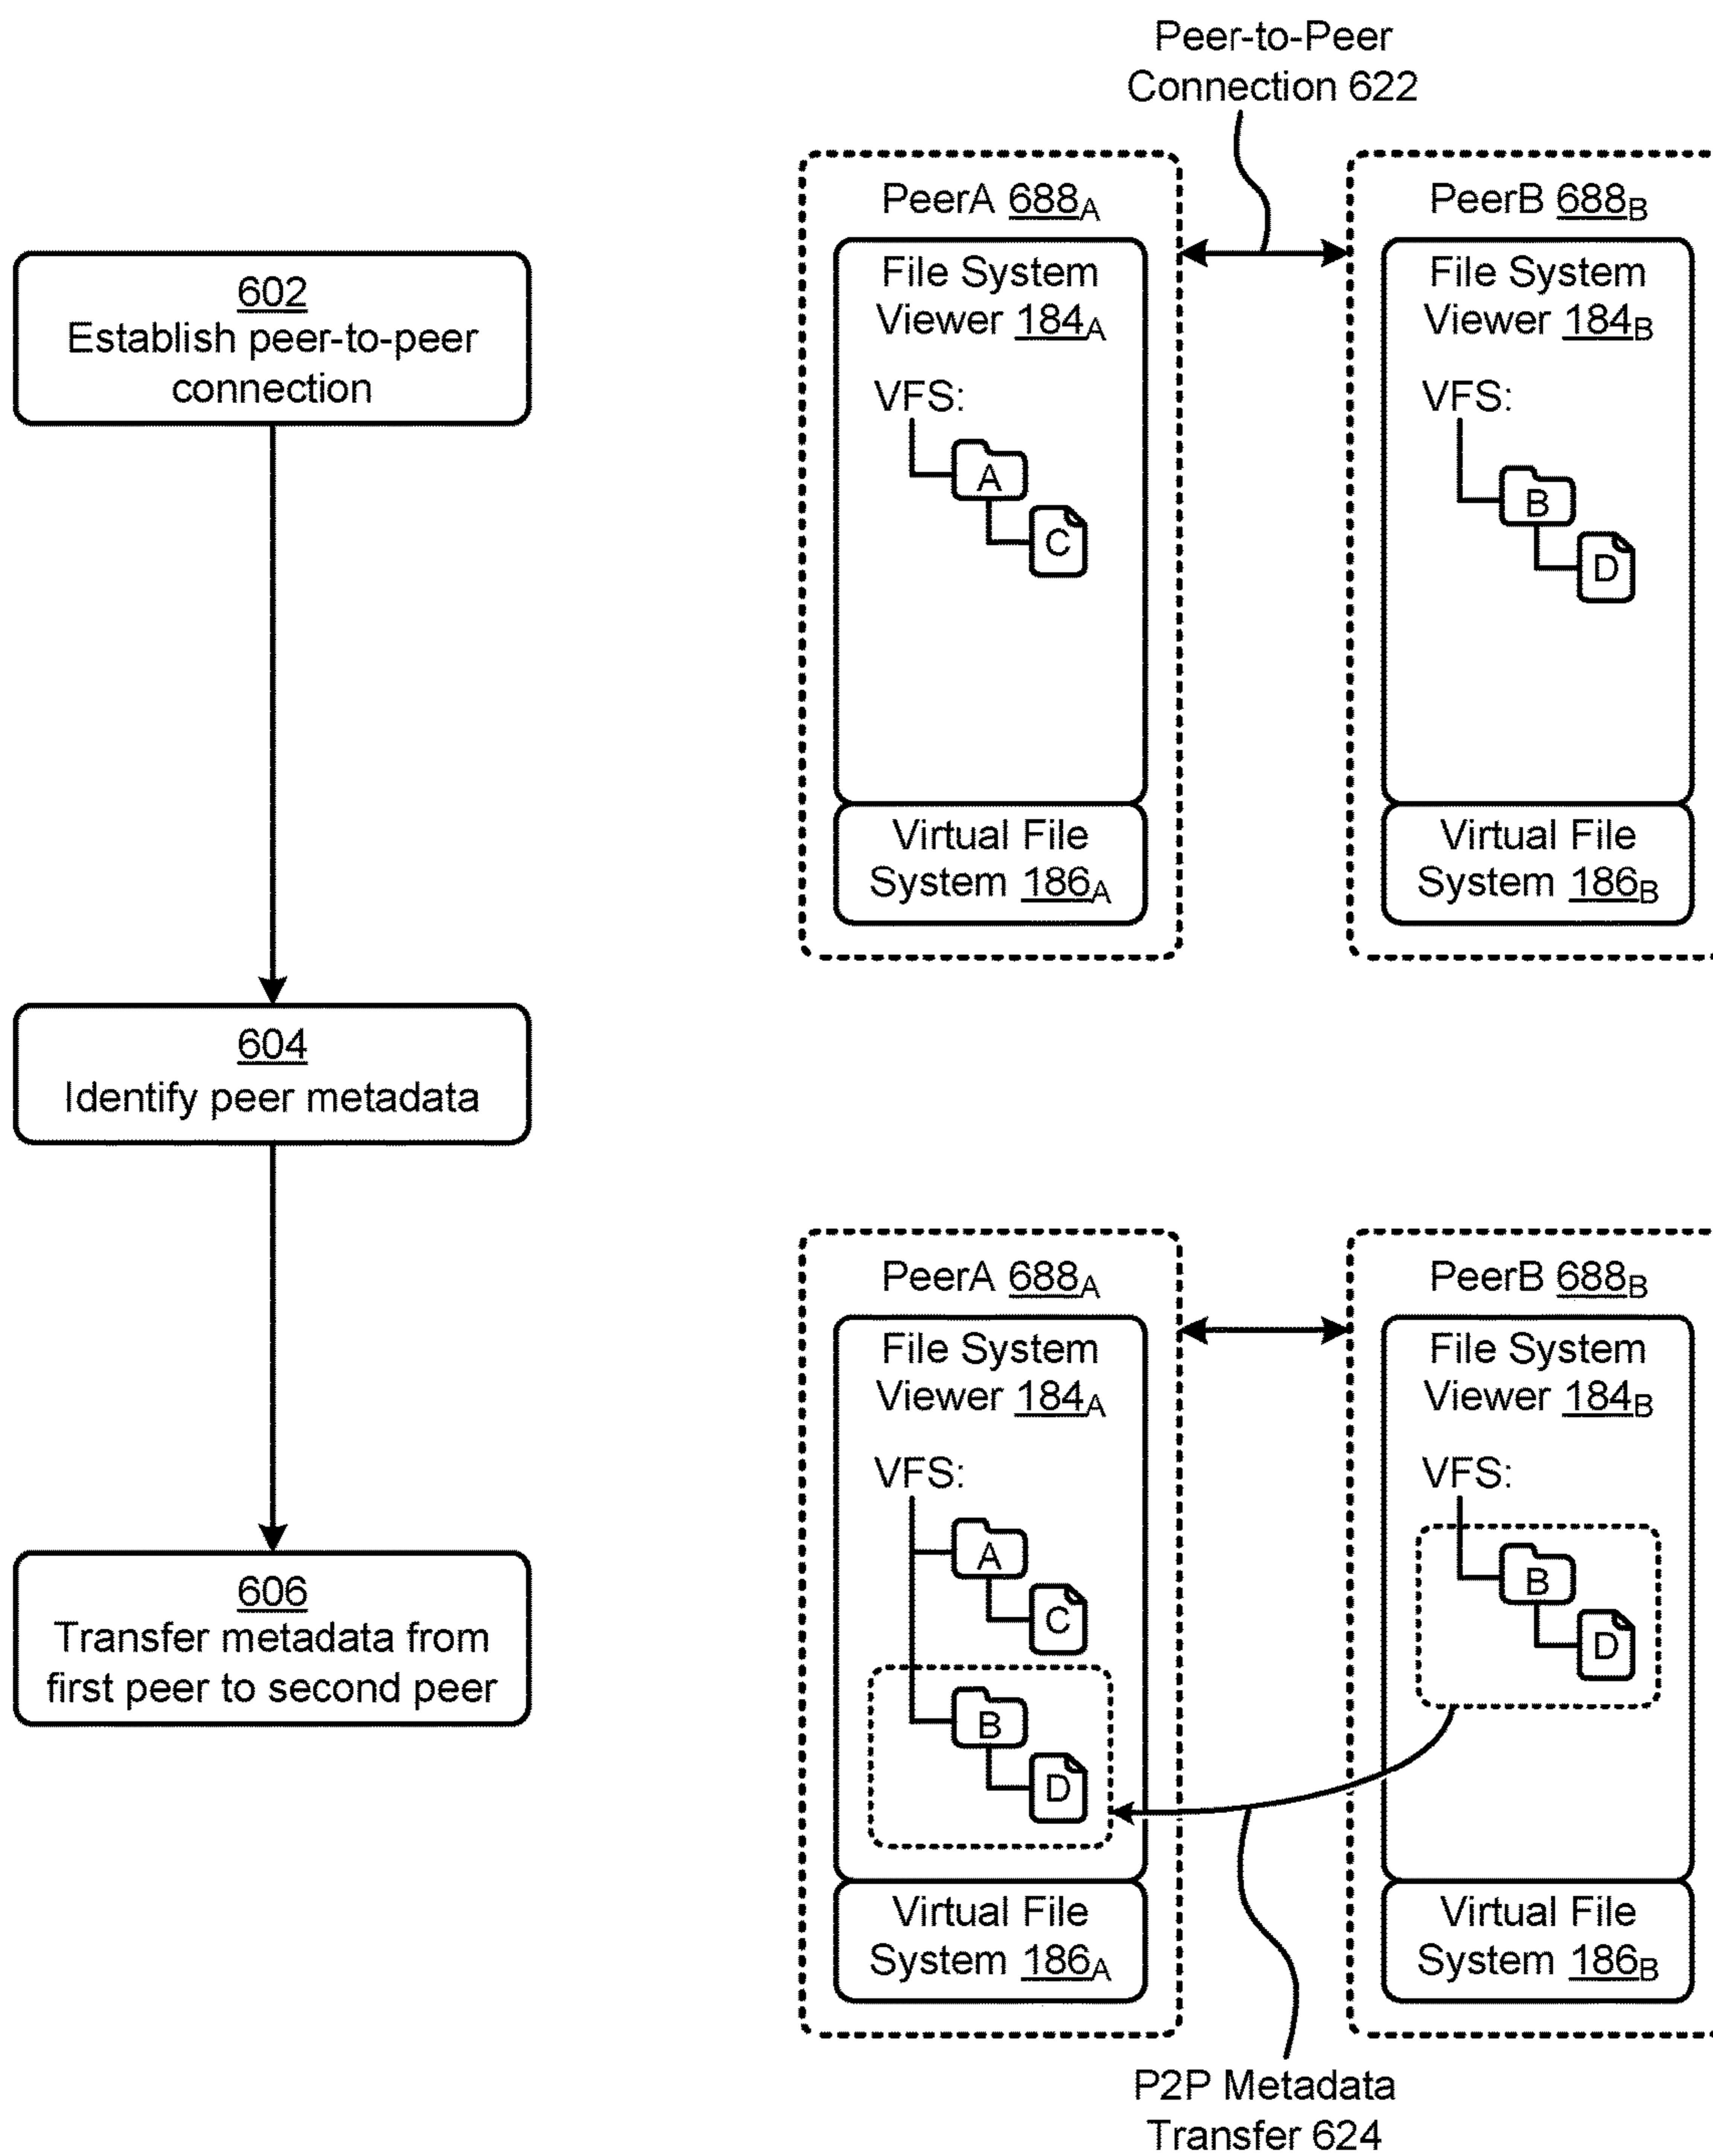 Peer-to-Peer
Connection 622
602
Establish peer-to-peer
connection
PeerA 688A
File System
Viewer 184A
VFS:
A
C
Virtual File
System 186A
PeerB 688B
File System
Viewer 184B
VFS:
B
D
Virtual File
System 186B
604
Identify peer metadata
606
Transfer metadata from
first peer to second peer
PeerA 688A
File System
Viewer 184A
VFS:
A
C
B
D
Virtual File
System 186A
PeerB 688B
File System
Viewer 184B
VFS:
B
D
Virtual File
System 186B
P2P Metadata
Transfer 624